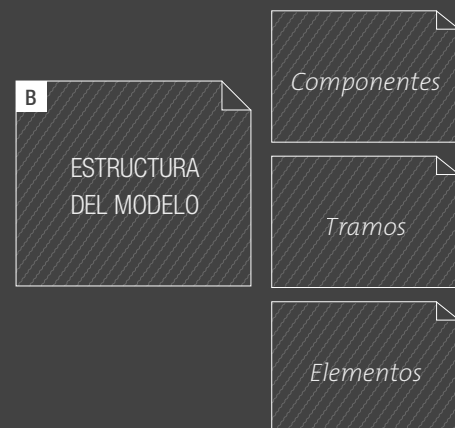 B
ESTRUCTURA
DEL MODELO
Componentes
Tramos
Elementos